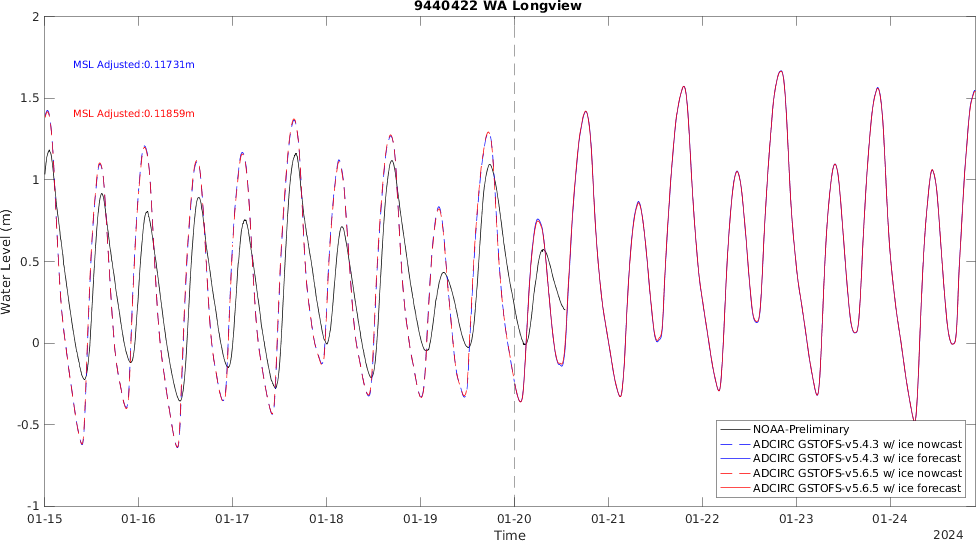 9440422 WA Longview
2
MSL Adjusted:0.11731m
1.5
MSL Adjusted:0.11859m
1
Water Level (m)
0.5
0
-0.5
NOAA-Preliminary
ADCIRC GSTOFS-v5.4.3 w/ ice nowcast
ADCIRC GSTOFS-v5.4.3 w/ ice forecast
ADCIRC GSTOFS-v5.6.5 w/ ice nowcast
ADCIRC GSTOFS-v5.6.5 w/ ice forecast
-1
01-15 01-16 01-17 01-18 01-19 01-20 01-21 01-22 01-23 01-24
Time
2024